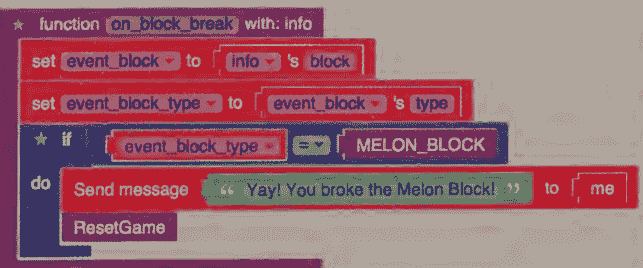 function on_block_break with: info
set event_block to info 's block
set event_block_type to event_block 's type
if event_block_type = MELON_BLOCK
do Send message “ Yay! You broke the Melon Block! ” to me
ResetGame